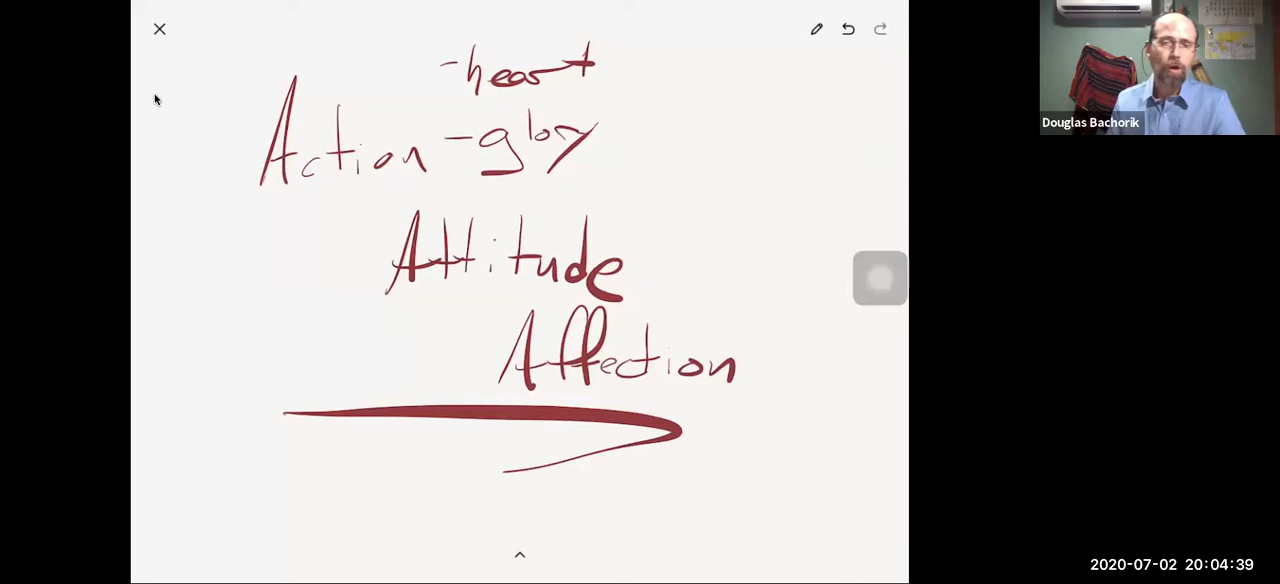 -heart
Action -glory
Attitude
Affection
Douglas Bachorik
2020-07-02 20:04:39